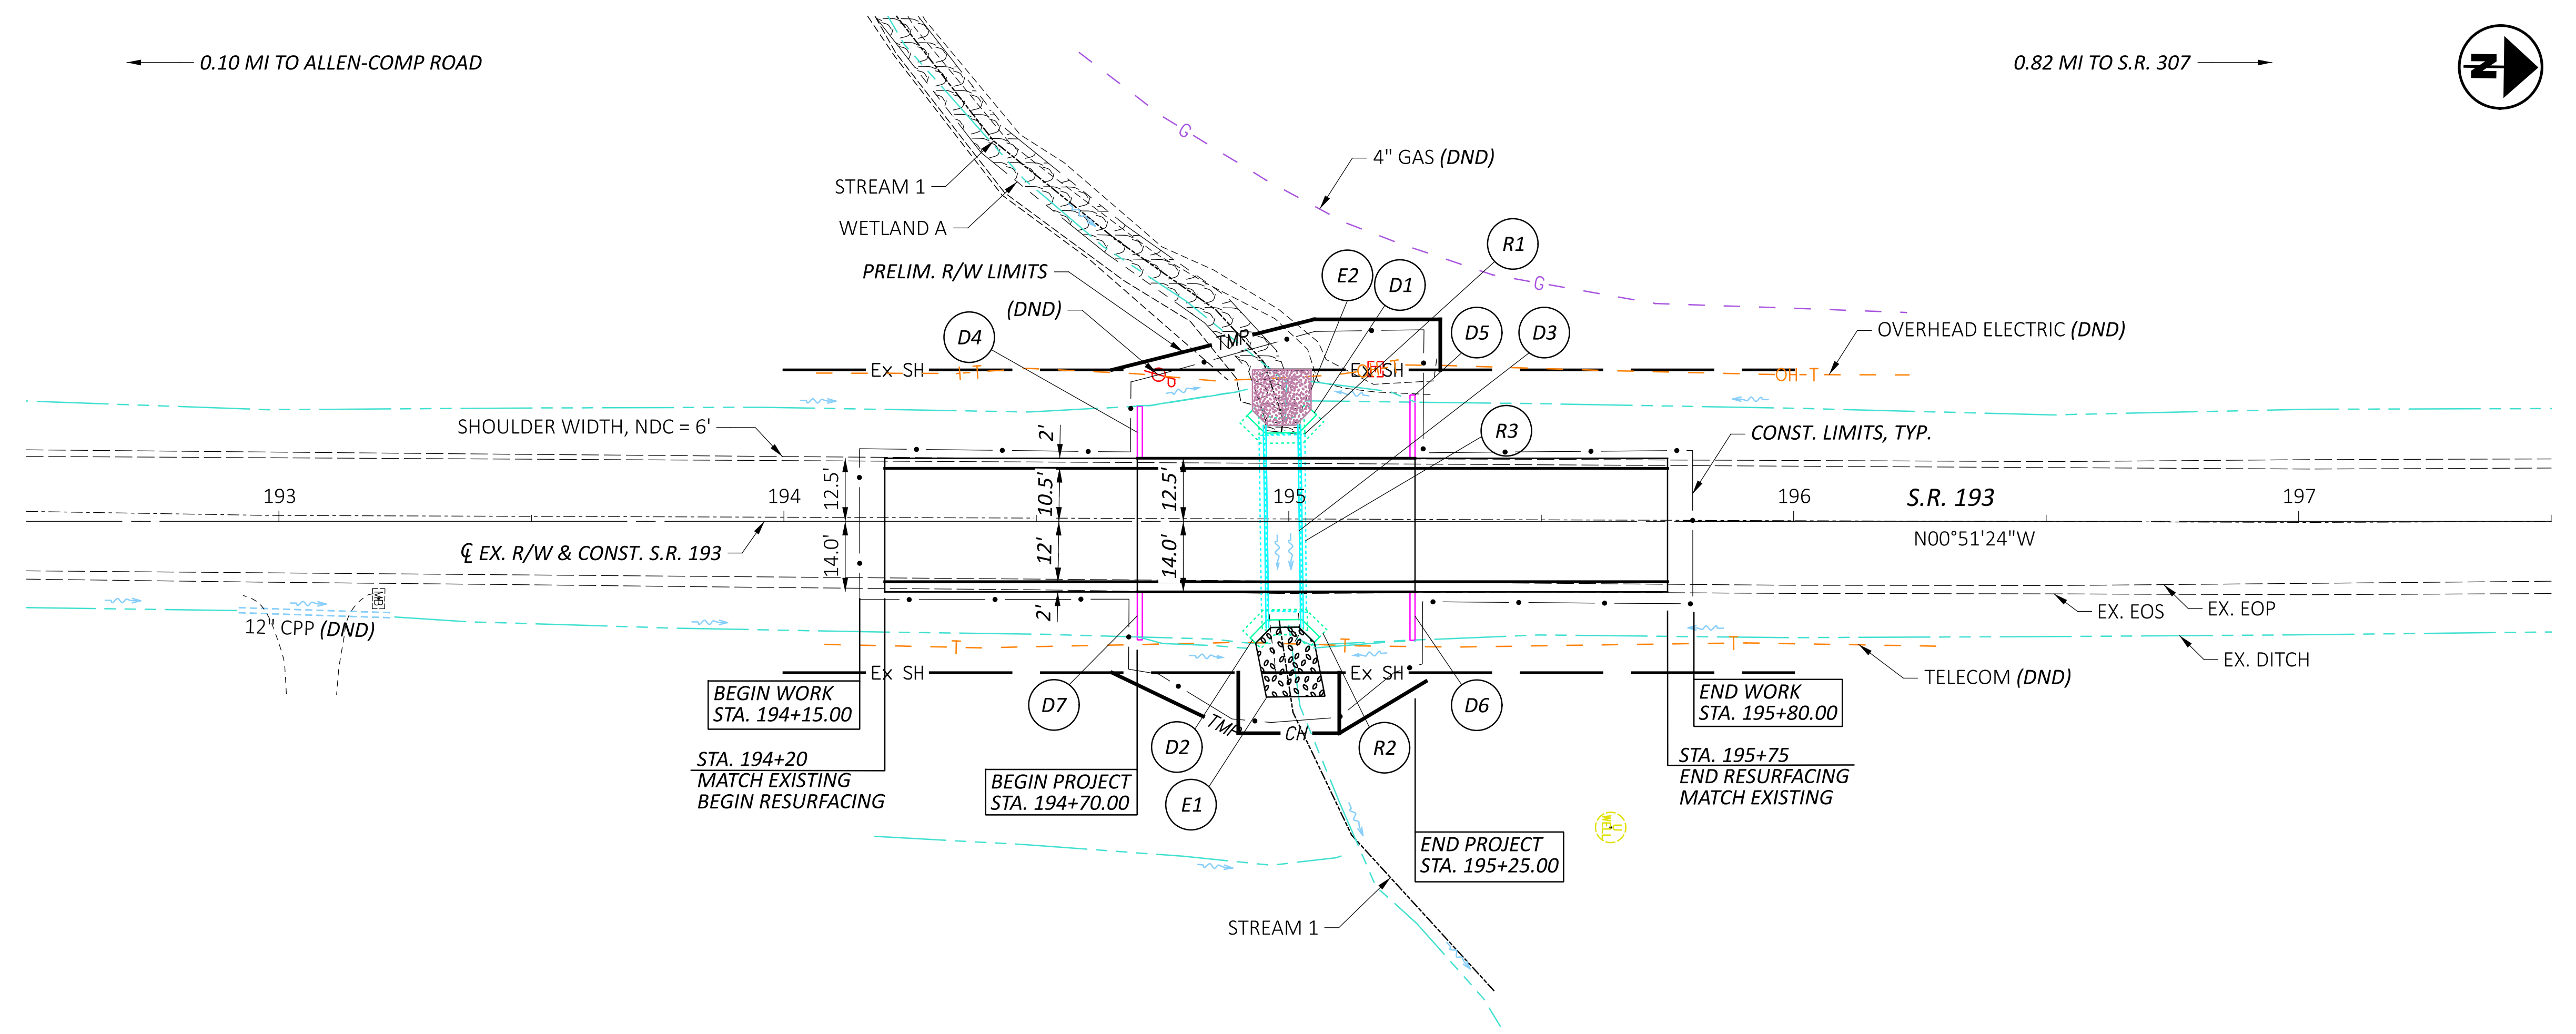 0.10 MI TO ALLEN-COMP ROAD
0.82 MI TO S.R. 307
N
G
4" GAS (DND)
STREAM 1
WETLAND A
R1
PRELIM. R/W LIMITS
E2
D1
G
(DND)
D4
TMP
D5
D3
OVERHEAD ELECTRIC (DND)
Ex SH
Ex SH
OH-T
SHOULDER WIDTH, NDC = 6'
2'
R3
CONST. LIMITS, TYP.
12.5'
10.5'
12.5'
193
194
195
196
S.R. 193
197
℄ EX. R/W & CONST. S.R. 193
14.0'
12'
14.0'
N00°51'24"W
2'
12" CPP (DND)
MB
EX. EOS
EX. EOP
T
T
T
EX. DITCH
Ex SH
Ex SH
TELECOM (DND)
BEGIN WORK
STA. 194+15.00
D7
D6
END WORK
STA. 195+80.00
TMP
CH
D2
R2
STA. 194+20
MATCH EXISTING
BEGIN RESURFACING
BEGIN PROJECT
STA. 194+70.00
E1
STA. 195+75
END RESURFACING
MATCH EXISTING
U
WELL
END PROJECT
STA. 195+25.00
STREAM 1